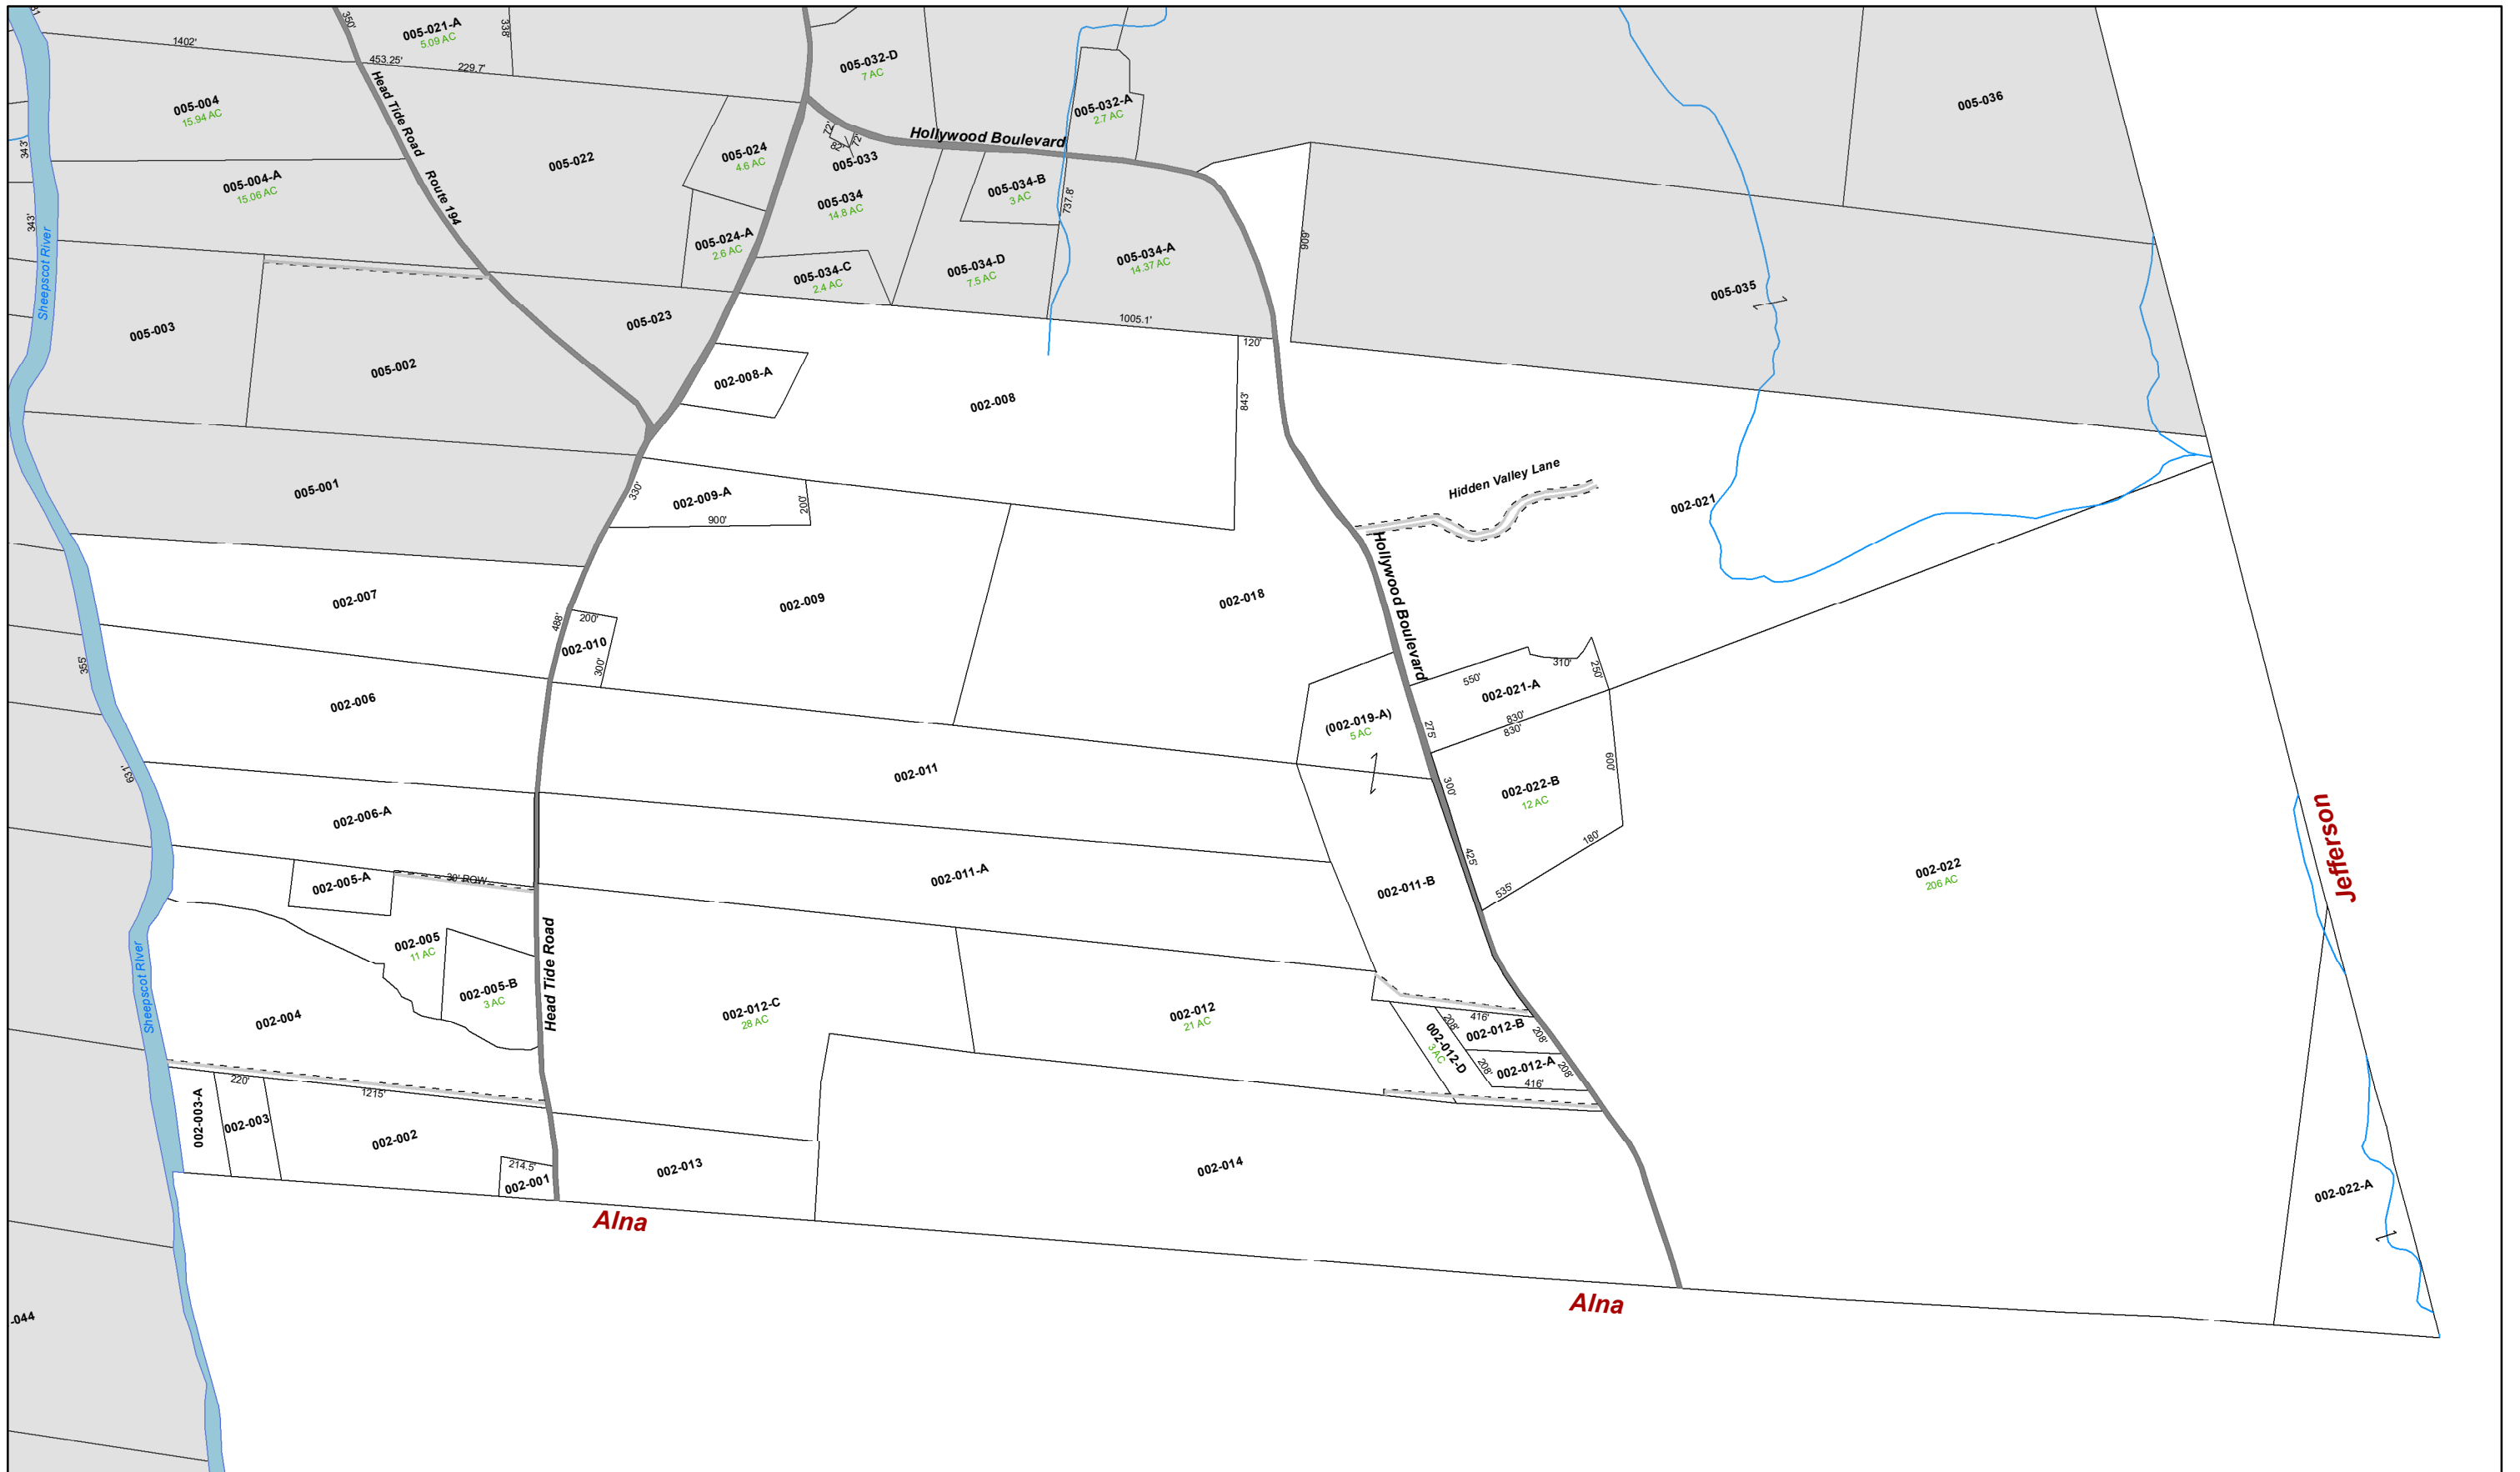 31
1402'
350'
453.25'
229.7'
338'
005-021-A
5.09 AC
005-004
15.94 AC
343'
005-004-A
15.06 AC
343'
Head Tide Road
Route 194
005-022
005-024
4.6 AC
005-024-A
2.6 AC
005-032-D
7 AC
72'
72'
005-033
Hollywood Boulevard
005-034
14.8 AC
005-034-C
2.4 AC
005-034-B
3 AC
005-034-D
7.5 AC
005-032-A
2.7 AC
737.8'
005-034-A
14.37 AC
1005.1'
909'
005-036
005-035
Sheepscot River
005-003
005-002
005-023
002-008-A
002-008
120'
843'
005-001
330'
002-009-A
200'
900'
Hidden Valley Lane
002-021
002-007
488'
200'
002-010
300'
002-009
002-018
Hollywood Boulevard
355'
002-006
550'
310'
250'
002-021-A
830'
830'
(002-019-A)
5 AC
275'
631'
002-011
300'
002-022-B
12 AC
600'
180'
002-006-A
425'
535'
Jefferson
002-005-A
30' ROW
002-011-A
002-011-B
002-022
206 AC
Sheepscot River
002-005
11 AC
002-005-B
3 AC
Head Tide Road
002-004
002-012-C
28 AC
002-012
21 AC
416'
208'
002-012-B
208'
002-012-D
3 AC
208'
002-012-A
208'
416'
220'
1215'
002-003-A
002-003
002-002
214.5'
002-001
002-013
002-014
002-022-A
Alna
Alna
-044